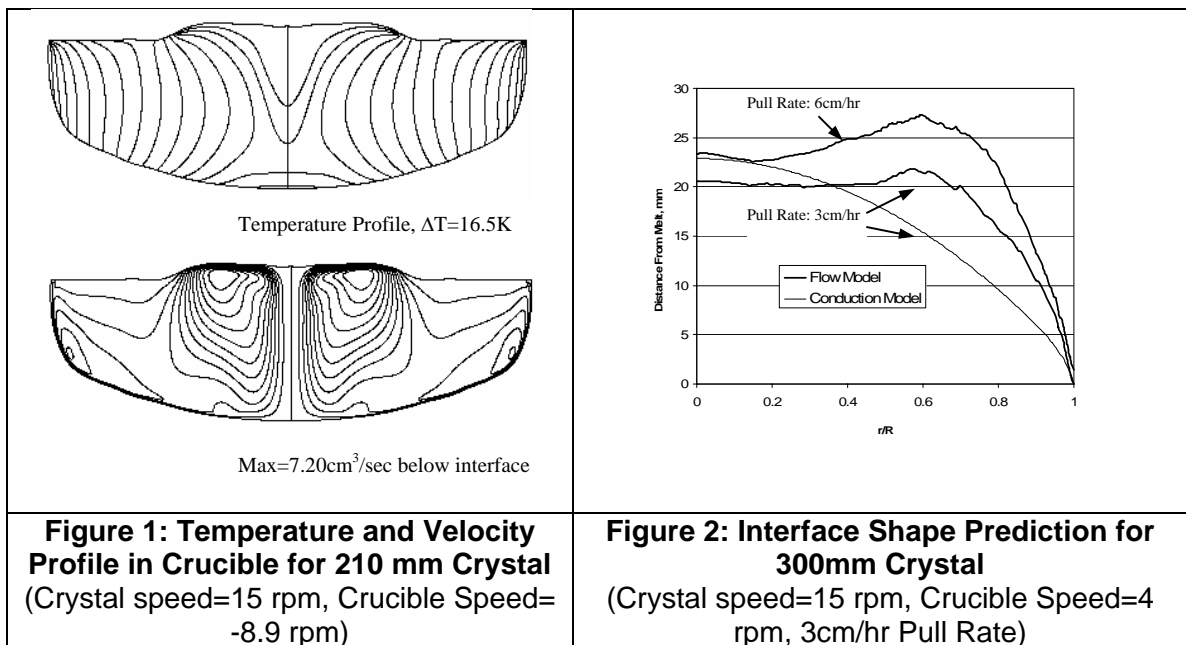 Temperature Profile, ΔT=16.5K
Max=7.20cm³/sec below interface
Figure 1: Temperature and Velocity
Profile in Crucible for 210 mm Crystal
(Crystal speed=15 rpm, Crucible Speed=
-8.9 rpm)
30
25
20
15
10
5
0
Distance From Melt, mm
Pull Rate: 6cm/hr
Pull Rate: 3cm/hr
Flow Model
Conduction Model
0 0.2 0.4 0.6 0.8 1
r/R
Figure 2: Interface Shape Prediction for
300mm Crystal
(Crystal speed=15 rpm, Crucible Speed=4
rpm, 3cm/hr Pull Rate)